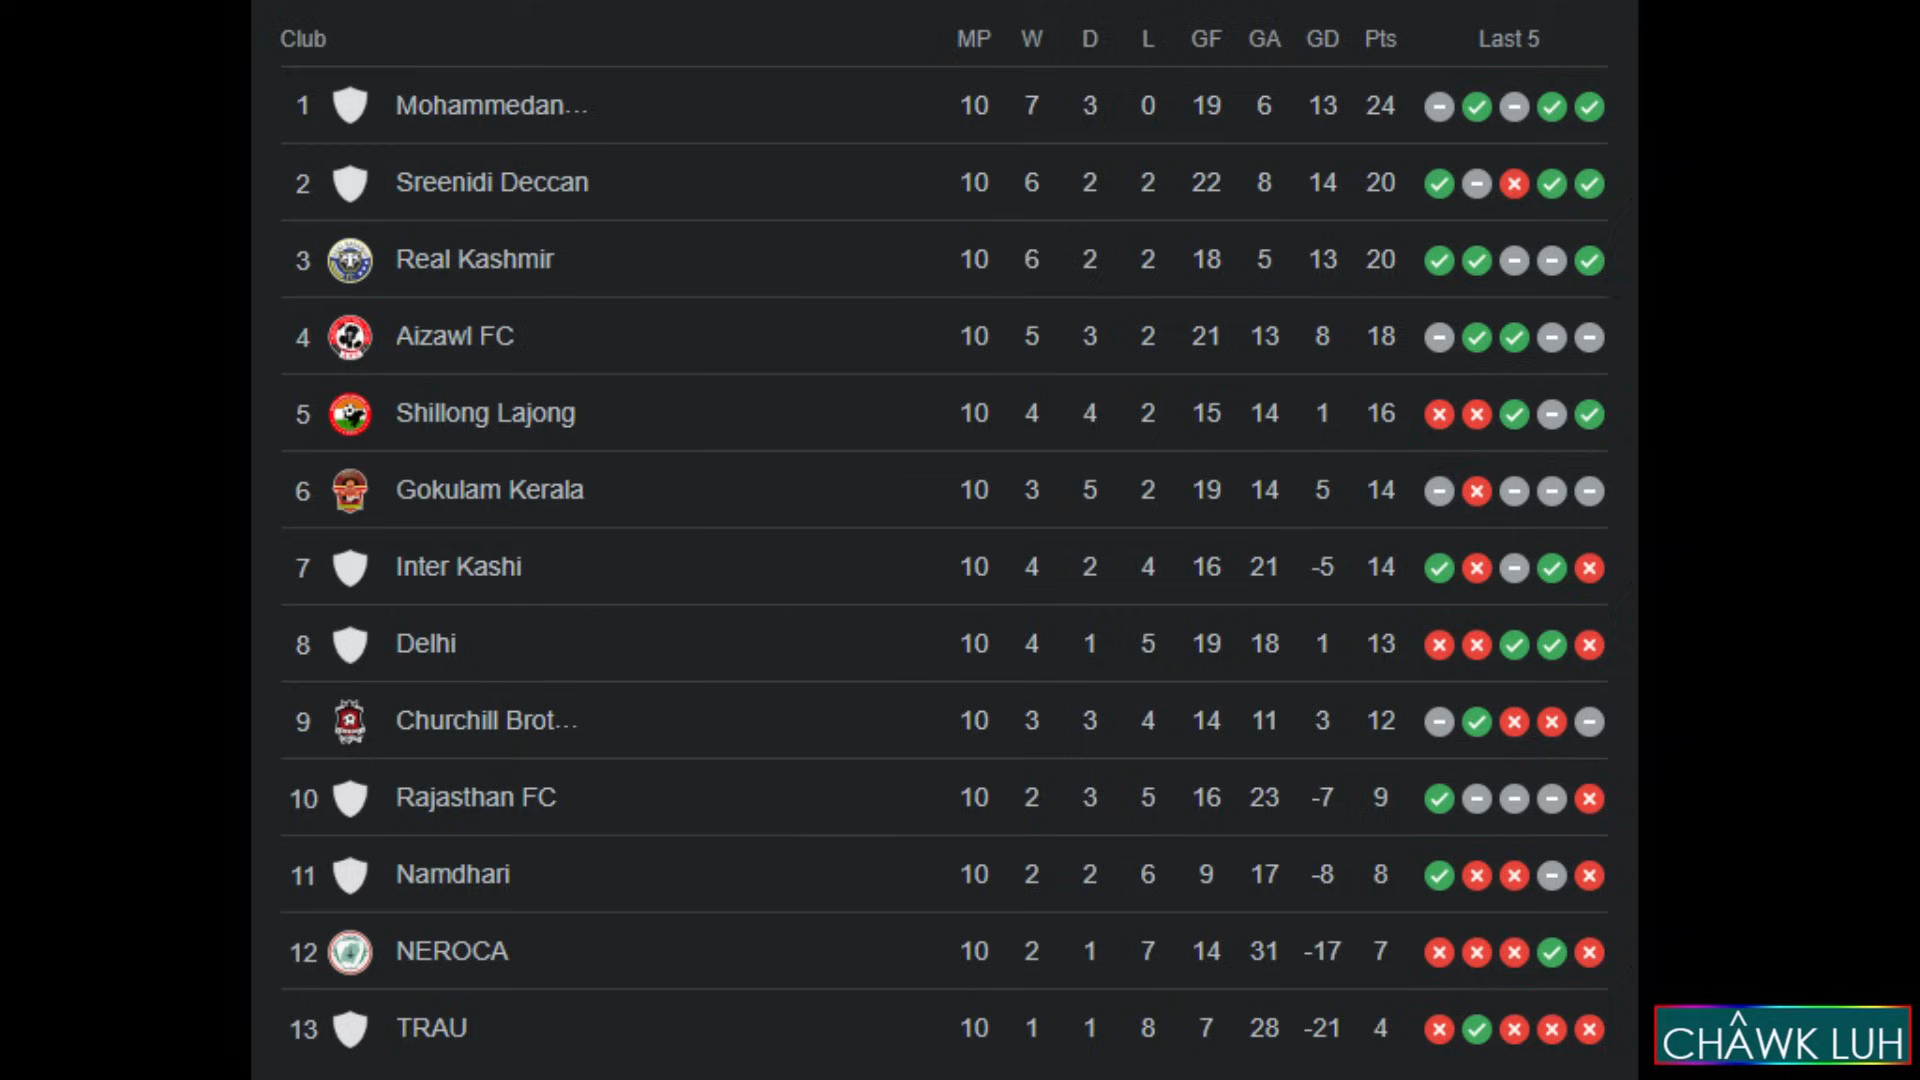 Club MP W D L GF GA GD Pts Last 5
1 Mohammedan... 10 7 3 0 19 6 13 24
2 Sreenidi Deccan 10 6 2 2 22 8 14 20
3 Real Kashmir 10 6 2 2 18 5 13 20
4 Aizawl FC 10 5 3 2 21 13 8 18
5 Shillong Lajong 10 4 4 2 15 14 1 16
6 Gokulam Kerala 10 3 5 2 19 14 5 14
7 Inter Kashi 10 4 2 4 16 21 -5 14
8 Delhi 10 4 1 5 19 18 1 13
9 Churchill Brot... 10 3 3 4 14 11 3 12
10 Rajasthan FC 10 2 3 5 16 23 -7 9
11 Namdhari 10 2 2 6 9 17 -8 8
12 NEROCA 10 2 1 7 14 31 -17 7
13 TRAU 10 1 1 8 7 28 -21 4
CHÂWK LUH